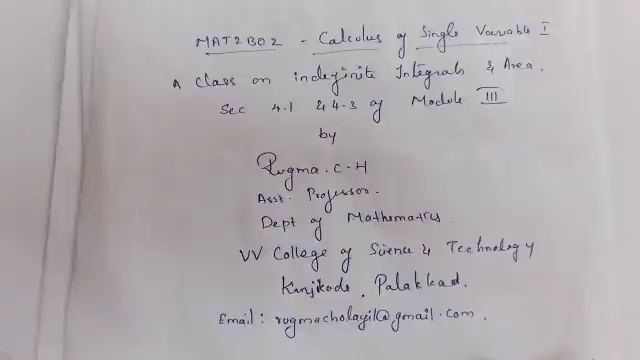 MAT2B02 - Calculus of Single Variable I
A Class on indefinite Integrals & Area.
Sec 4.1 & 4.3 of Module III
by
Rugma.C-H
Asst. Professor.
Dept of Mathematics.
VV College of Science & Technology
Kanjikode, Palakkad.
Email: rugmacholayil@gmail.com.